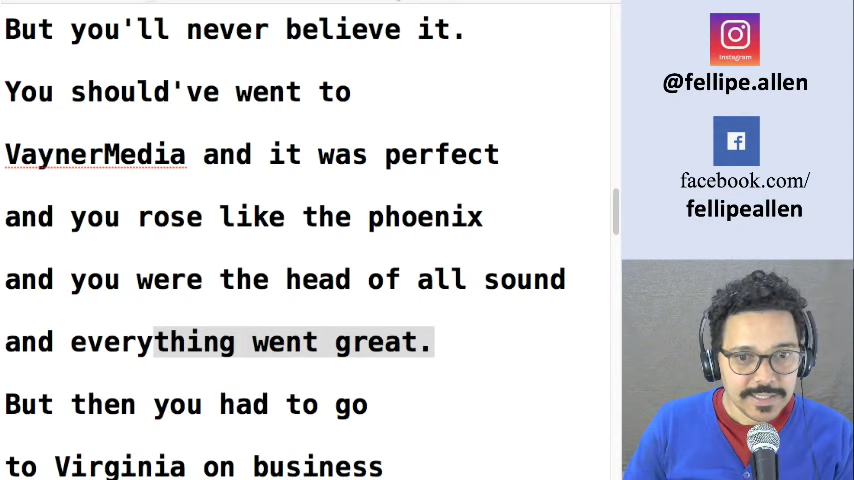 But you'll never believe it.
You should've went to
VaynerMedia and it was perfect
and you rose like the phoenix
and you were the head of all sound
and everything went great.
But then you had to go
to Virginia on business
Instagram
@fellipe.allen
facebook.com/
fellipeallen